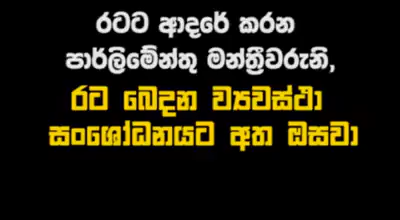 රටට ආදරේ කරන
පාර්ලිමේන්තු මන්ත්‍රීවරුනි,
රට බෙදන ව්‍යවස්ථා
සංශෝධනයට අත ඔසවා